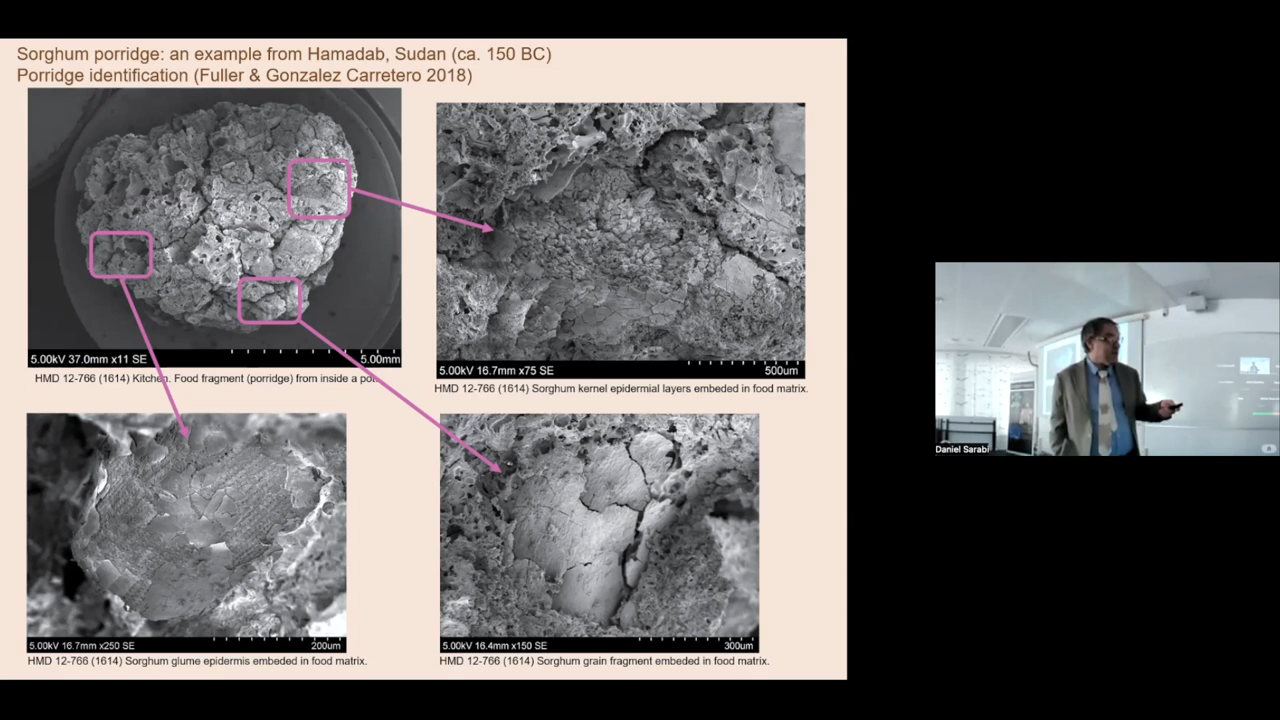 Sorghum porridge: an example from Hamadab, Sudan (ca. 150 BC)
Porridge identification (Fuller & Gonzalez Carretero 2018)
5.00kV 37.0mm x11 SE 5.00mm
HMD 12-766 (1614) Kitchen. Food fragment (porridge) from inside a pot.
5.00kV 16.7mm x75 SE 500um
HMD 12-766 (1614) Sorghum kernel epidermial layers embeded in food matrix.
5.00kV 16.7mm x250 SE 200um
HMD 12-766 (1614) Sorghum glume epidermis embeded in food matrix.
5.00kV 16.4mm x150 SE 300um
HMD 12-766 (1614) Sorghum grain fragment embeded in food matrix.
Daniel Sarabi